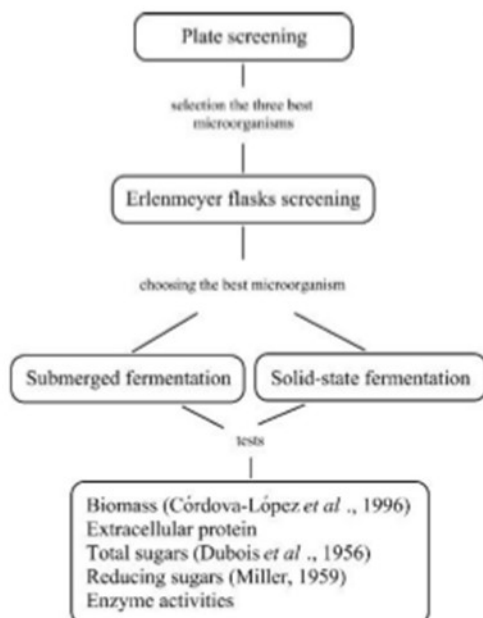 Plate screening
selection the three best
microorganisms
Erlenmeyer flasks screening
choosing the best microorganism
Submerged fermentation
Solid-state fermentation
tests
Biomass (Córdova-López et al ., 1996)
Extracellular protein
Total sugars (Dubois et al ., 1956)
Reducing sugars (Miller, 1959)
Enzyme activities